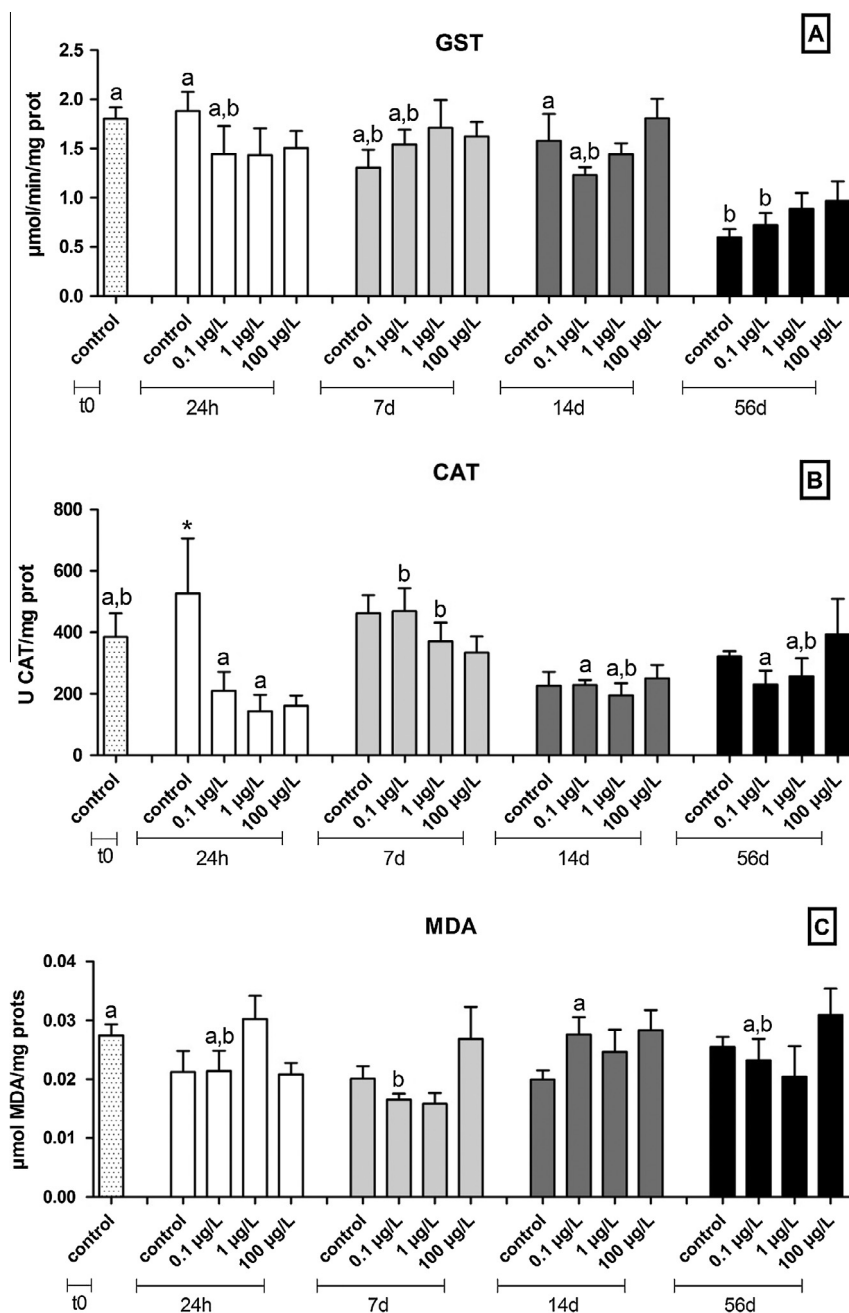 GST
A
µmol/min/mg prot
2.5
2.0
1.5
1.0
0.5
0.0
a a a,b a,b a,b a a,b b b
control control 0.1 µg/L 1 µg/L 100 µg/L control 0.1 µg/L 1 µg/L 100 µg/L control 0.1 µg/L 1 µg/L 100 µg/L control 0.1 µg/L 1 µg/L 100 µg/L
t0 24h 7d 14d 56d
CAT
B
U CAT/mg prot
800
600
400
200
0
a,b * a a b b a a,b a a,b
control control 0.1 µg/L 1 µg/L 100 µg/L control 0.1 µg/L 1 µg/L 100 µg/L control 0.1 µg/L 1 µg/L 100 µg/L control 0.1 µg/L 1 µg/L 100 µg/L
t0 24h 7d 14d 56d
MDA
C
µmol MDA/mg prots
0.04
0.03
0.02
0.01
0.00
a a,b b a a,b
control control 0.1 µg/L 1 µg/L 100 µg/L control 0.1 µg/L 1 µg/L 100 µg/L control 0.1 µg/L 1 µg/L 100 µg/L control 0.1 µg/L 1 µg/L 100 µg/L
t0 24h 7d 14d 56d